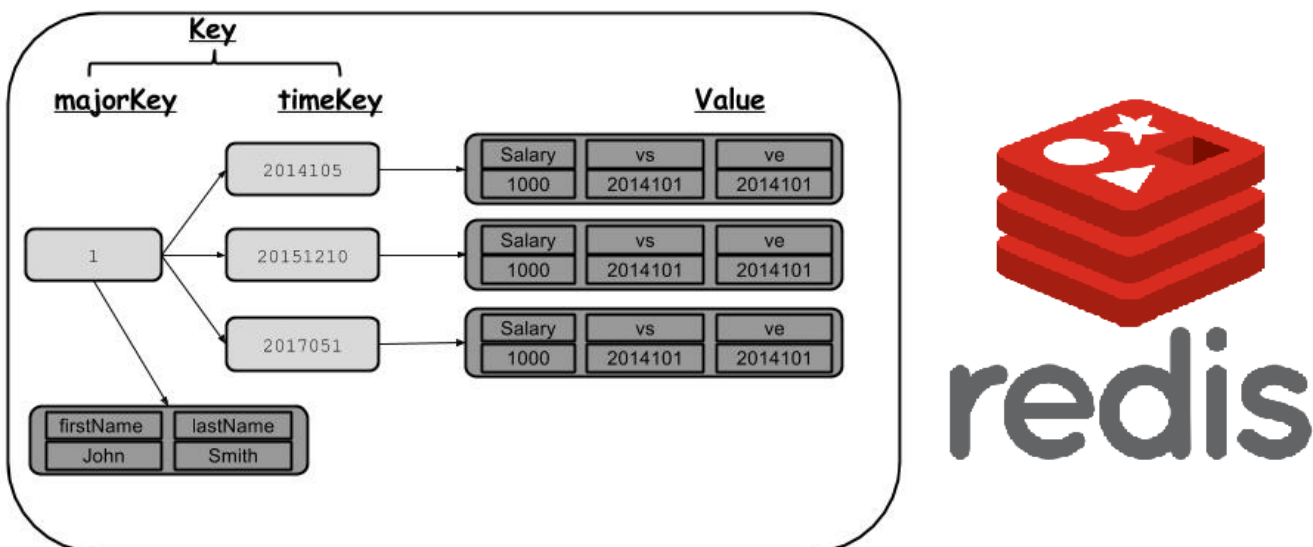 Key
majorKey timeKey Value
2014105
Salary vs ve
1000 2014101 2014101
1
20151210
Salary vs ve
1000 2014101 2014101
2017051
Salary vs ve
1000 2014101 2014101
firstName lastName
John Smith
redis